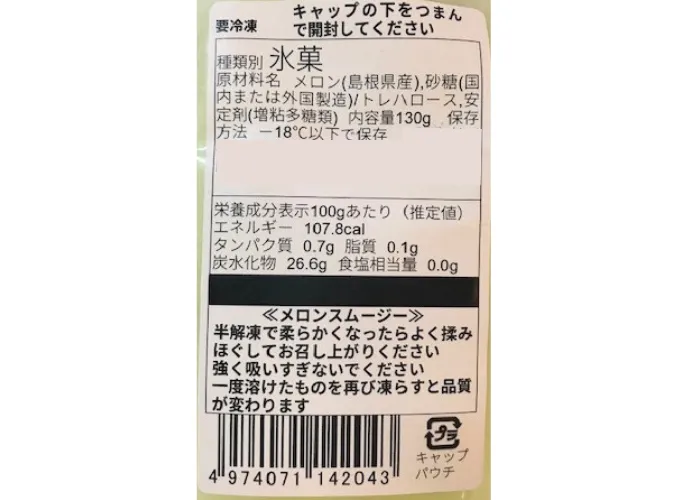 要冷凍
キャップの下をつまんで開封してください
種類別 氷菓
原材料名 メロン(島根県産),砂糖(国
内または外国製造)/トレハロース,安
定剤(増粘多糖類) 内容量130g 保存
方法 −18℃以下で保存
栄養成分表示100gあたり（推定値）
エネルギー 107.8cal
タンパク質 0.7g 脂質 0.1g
炭水化物 26.6g 食塩相当量 0.0g
≪メロンスムージー≫
半解凍で柔らかくなったらよく揉み
ほぐしてお召し上がりください
強く吸いすぎないでください
一度溶けたものを再び凍らすと品質
が変わります
4 974071 142043
プラ
キャップ
パウチ